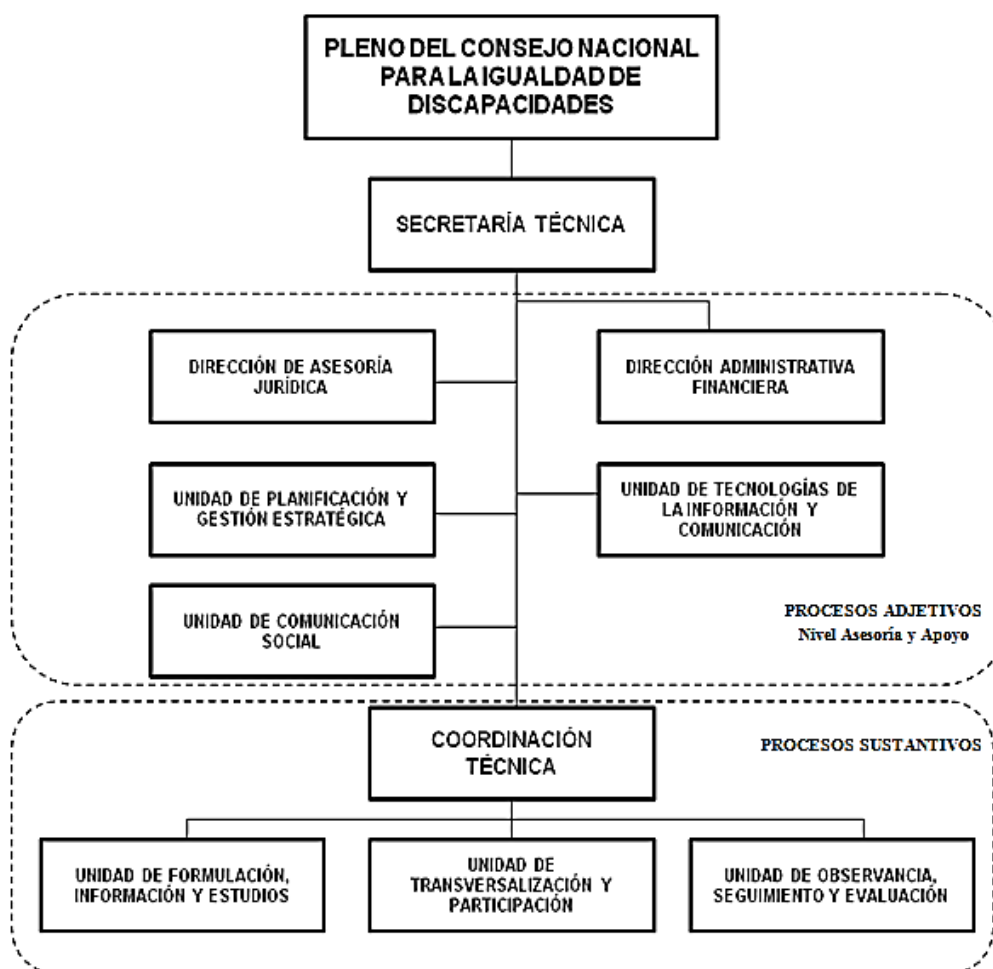 PLENO DEL CONSEJO NACIONAL
PARA LA IGUALDAD DE
DISCAPACIDADES
SECRETARÍA TÉCNICA
DIRECCIÓN DE ASESORÍA
JURÍDICA
DIRECCIÓN ADMINISTRATIVA
FINANCIERA
UNIDAD DE PLANIFICACIÓN Y
GESTIÓN ESTRATÉGICA
UNIDAD DE TECNOLOGÍAS DE
LA INFORMACIÓN Y
COMUNICACIÓN
UNIDAD DE COMUNICACIÓN
SOCIAL
PROCESOS ADJETIVOS
Nivel Asesoría y Apoyo
COORDINACIÓN
TÉCNICA
PROCESOS SUSTANTIVOS
UNIDAD DE FORMULACIÓN,
INFORMACIÓN Y ESTUDIOS
UNIDAD DE
TRANSVERSALIZACIÓN Y
PARTICIPACIÓN
UNIDAD DE OBSERVANCIA,
SEGUIMIENTO Y EVALUACIÓN